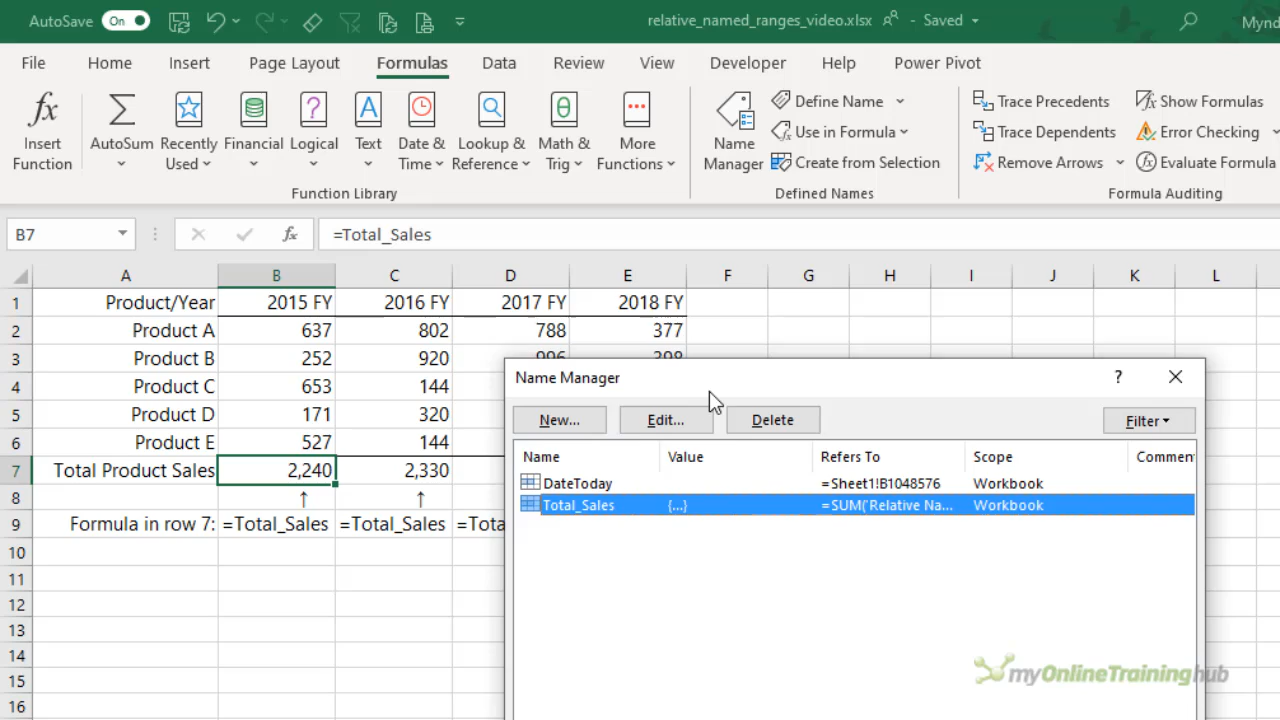 AutoSave On relative_named_ranges_video.xlsx - Saved Mynd
File Home Insert Page Layout Formulas Data Review View Developer Help Power Pivot
fx Σ ? A θ
Insert Function AutoSum Recently Used Financial Logical Text Date & Time Lookup & Reference Math & Trig More Functions Name Manager
Define Name
Use in Formula
Create from Selection
Trace Precedents
Trace Dependents
Remove Arrows
Show Formulas
Error Checking
Evaluate Formula
Function Library Defined Names Formula Auditing
B7 fx =Total_Sales
A B C D E F G H I J K L
1 Product/Year 2015 FY 2016 FY 2017 FY 2018 FY
2 Product A 637 802 788 377
3 Product B 252 920 996 398
4 Product C 653 144
5 Product D 171 320
6 Product E 527 144
7 Total Product Sales 2,240 2,330
8 ↑ ↑
9 Formula in row 7: =Total_Sales =Total_Sales =Tota
10
11
12
13
14
15
16
Name Manager ?
New... Edit... Delete Filter
Name Value Refers To Scope Commen
DateToday =Sheet1!B1048576 Workbook
Total_Sales {...} =SUM('Relative Na... Workbook
myOnlineTraininghub